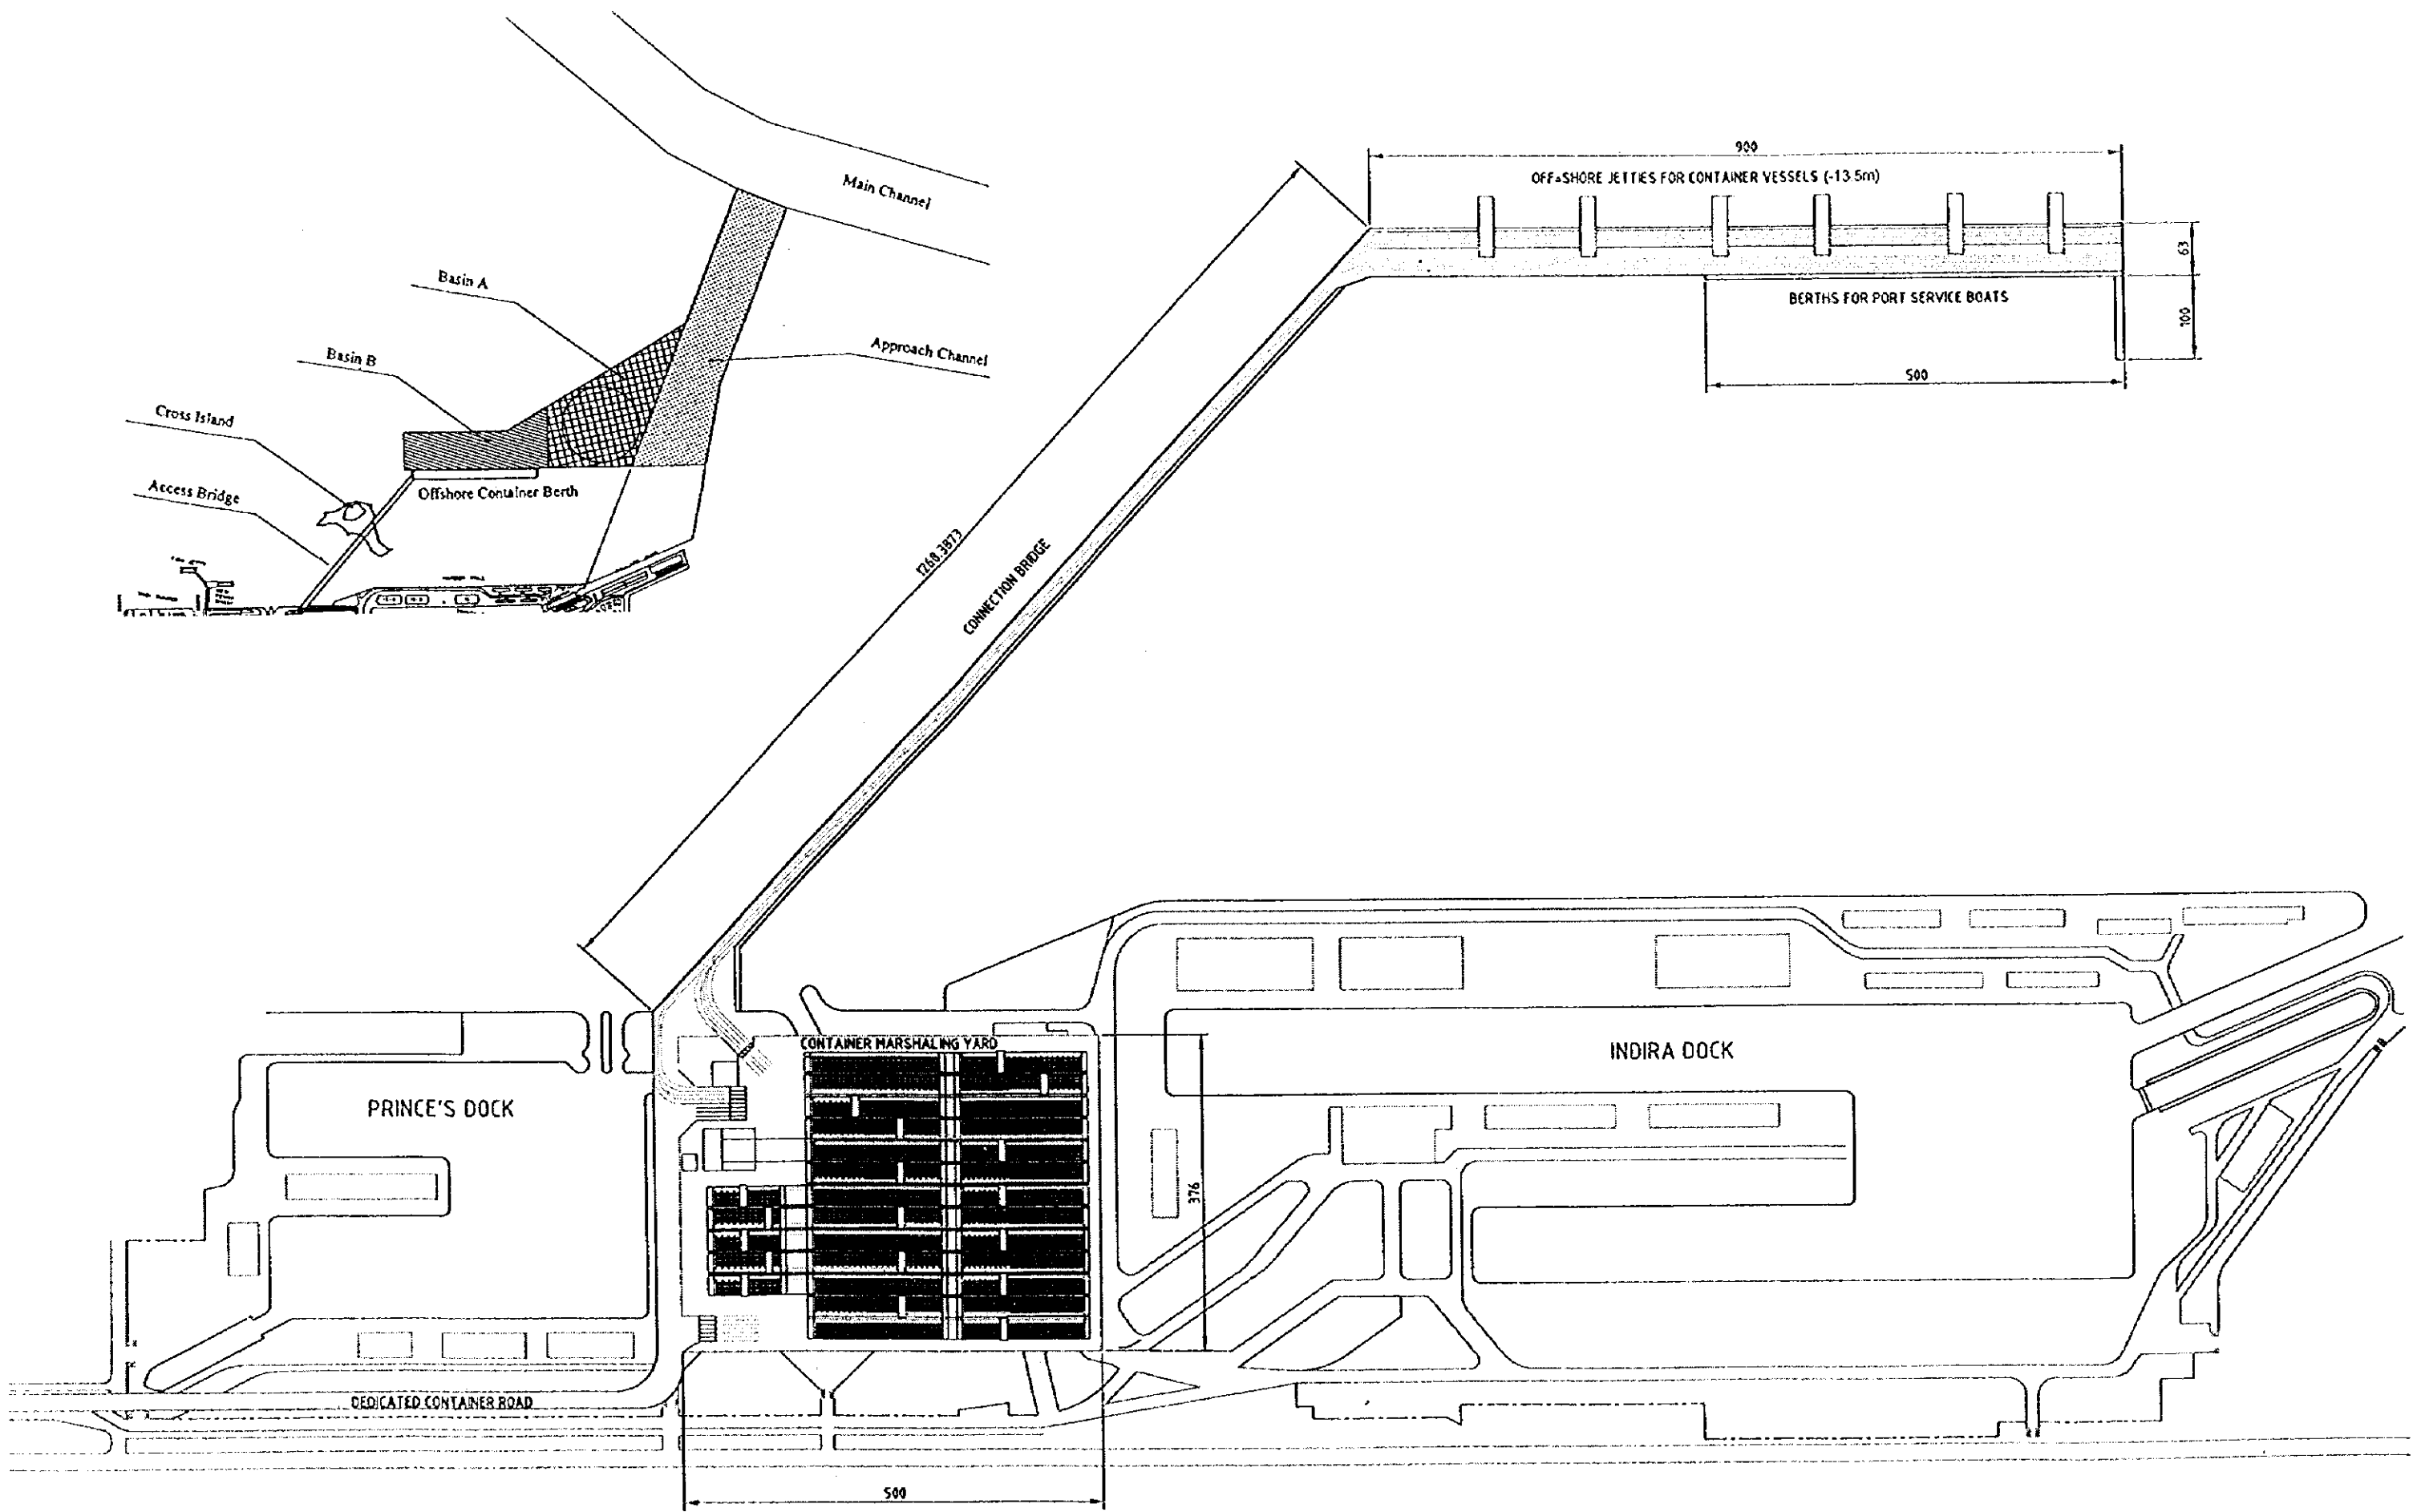 Main Channel
Basin A
Basin B
Approach Channel
Cross Island
Access Bridge
Offshore Container Berth
900
OFF-SHORE JETTIES FOR CONTAINER VESSELS (-13.5m)
63
BERTHS FOR PORT SERVICE BOATS
100
500
1268.3873
CONNECTION BRIDGE
CONTAINER MARSHALING YARD
INDIRA DOCK
PRINCE'S DOCK
376
DEDICATED CONTAINER ROAD
500